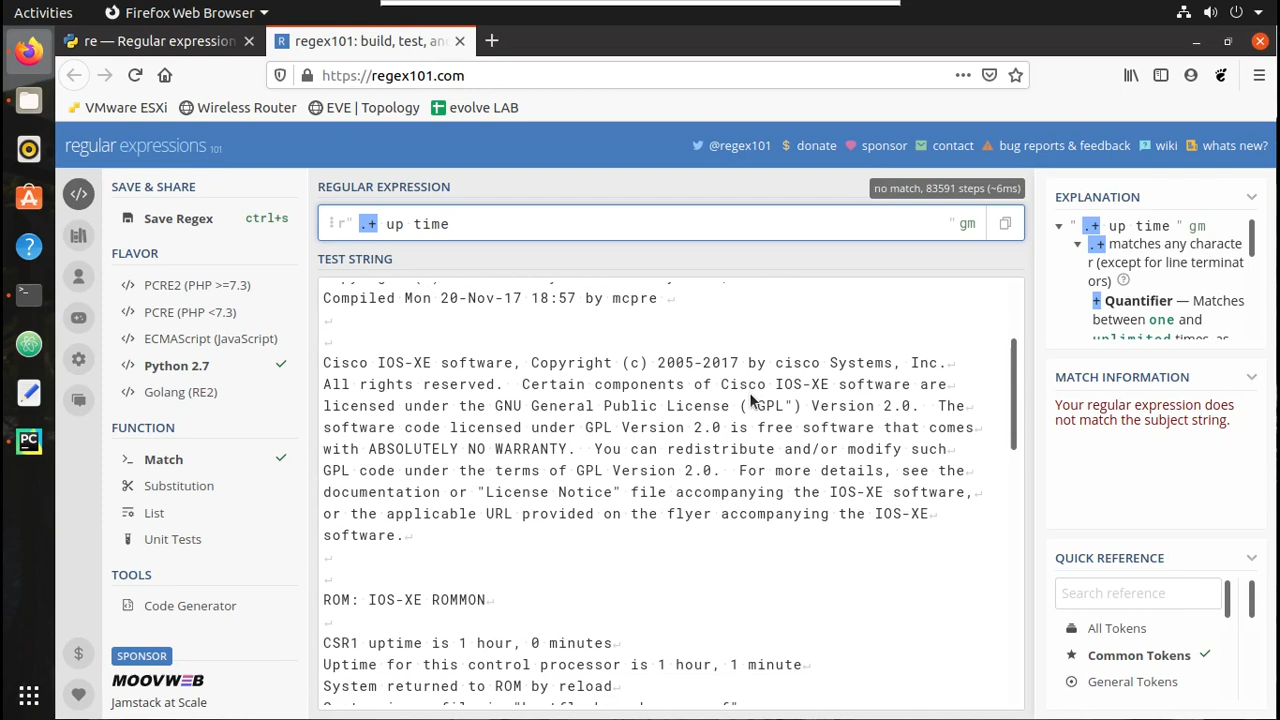 Activities
Firefox Web Browser
re — Regular expression
regex101: build, test, an
https://regex101.com
VMware ESXi
Wireless Router
EVE | Topology
evolve LAB
regular expressions 101
@regex101
donate
sponsor
contact
bug reports & feedback
wiki
whats new?
SAVE & SHARE
Save Regex ctrl+s
FLAVOR
PCRE2 (PHP >=7.3)
PCRE (PHP <7.3)
ECMAScript (JavaScript)
Python 2.7
Golang (RE2)
FUNCTION
Match
Substitution
List
Unit Tests
TOOLS
Code Generator
SPONSOR
MOOVWEB
Jamstack at Scale
REGULAR EXPRESSION
no match, 83591 steps (~6ms)
r" .+ up time " gm
TEST STRING
Compiled Mon 20-Nov-17 18:57 by mcpre
Cisco IOS-XE software, Copyright (c) 2005-2017 by cisco Systems, Inc.
All rights reserved.  Certain components of Cisco IOS-XE software are
licensed under the GNU General Public License ("GPL") Version 2.0.  The
software code licensed under GPL Version 2.0 is free software that comes
with ABSOLUTELY NO WARRANTY.  You can redistribute and/or modify such
GPL code under the terms of GPL Version 2.0.  For more details, see the
documentation or "License Notice" file accompanying the IOS-XE software,
or the applicable URL provided on the flyer accompanying the IOS-XE
software.
ROM: IOS-XE ROMMON
CSR1 uptime is 1 hour, 0 minutes
Uptime for this control processor is 1 hour, 1 minute
System returned to ROM by reload
EXPLANATION
" .+ up time " gm
.+ matches any characte
r (except for line terminat
ors)
+ Quantifier — Matches
between one and
MATCH INFORMATION
Your regular expression does
not match the subject string.
QUICK REFERENCE
Search reference
All Tokens
Common Tokens
General Tokens